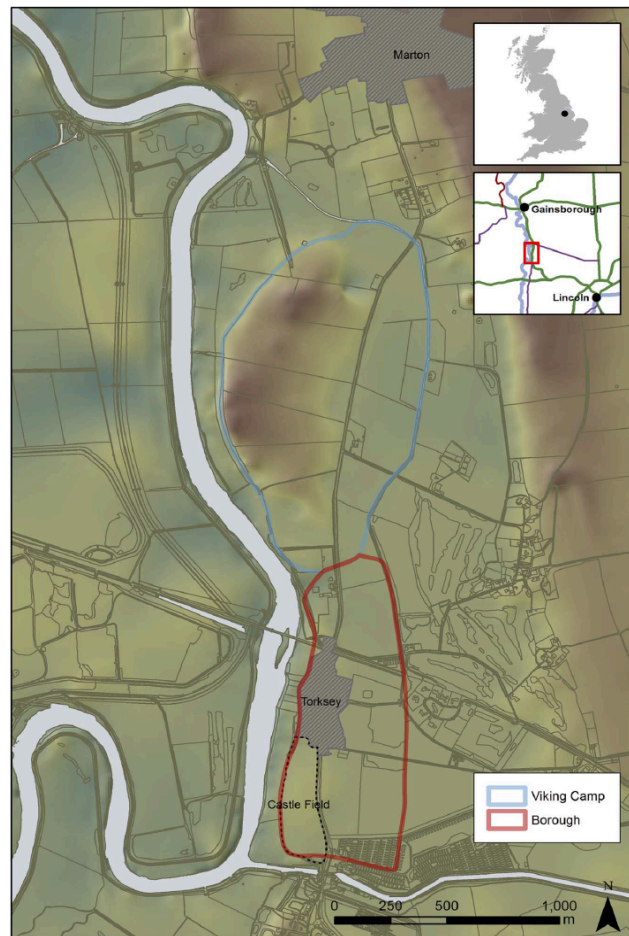 Marton
Gainsborough
Lincoln
Torksey
Castle Field
Viking Camp
Borough
N
0 250 500 1,000
m